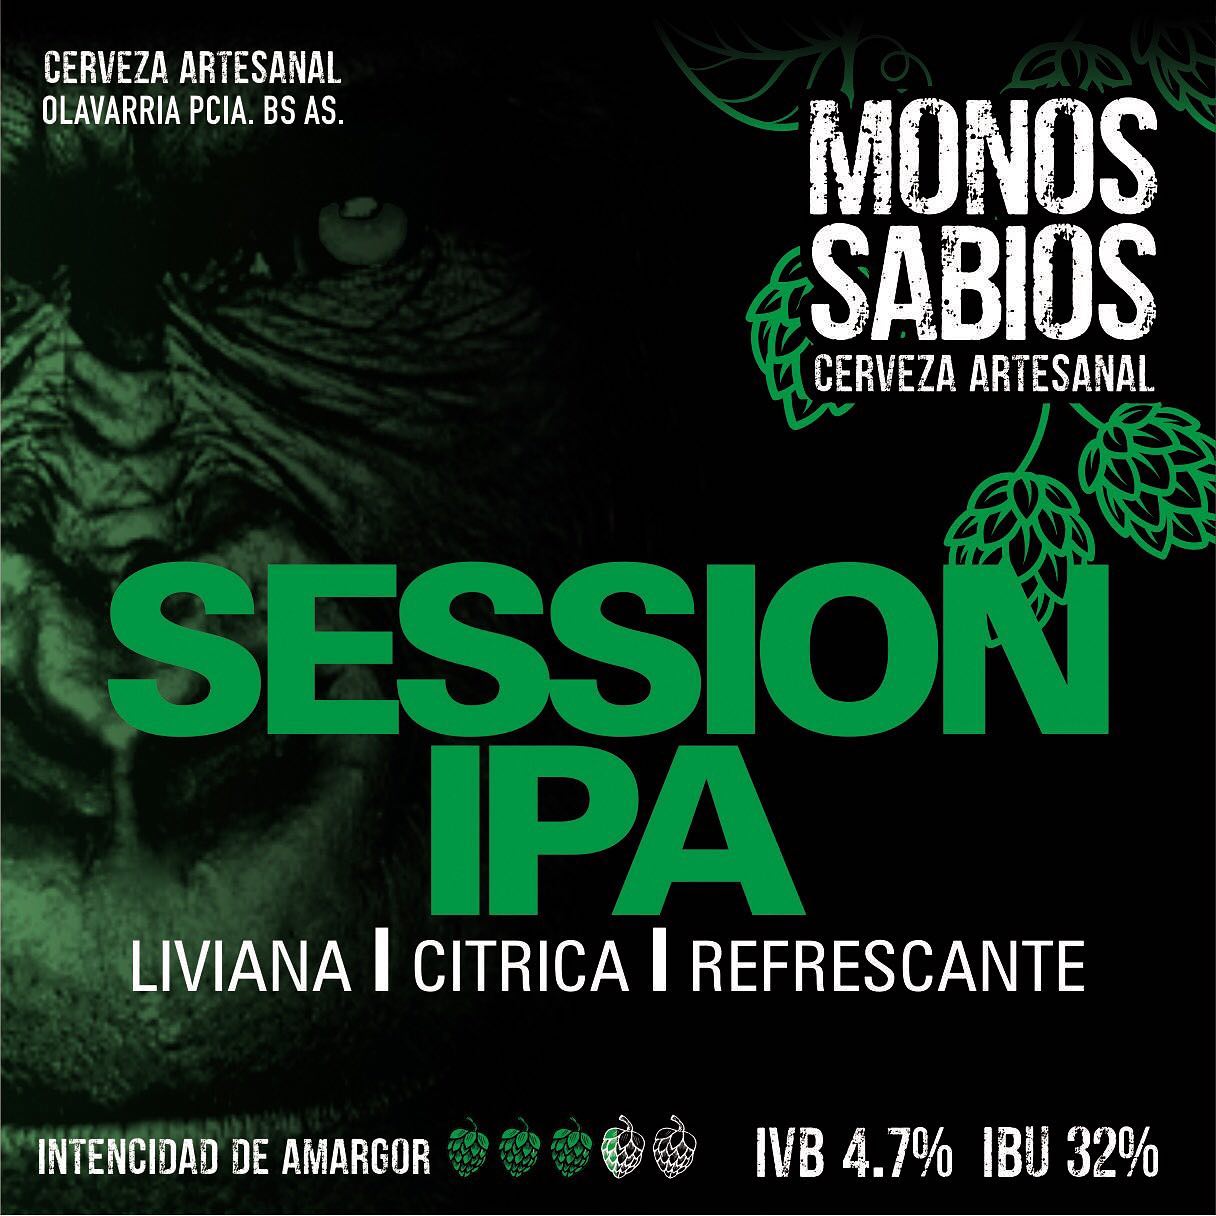 CERVEZA ARTESANAL
OLAVARRIA PCIA. BS AS.
MONOS
SABIOS
CERVEZA ARTESANAL
SESSION
IPA
LIVIANA | CITRICA | REFRESCANTE
INTENCIDAD DE AMARGOR IVB 4.7% IBU 32%